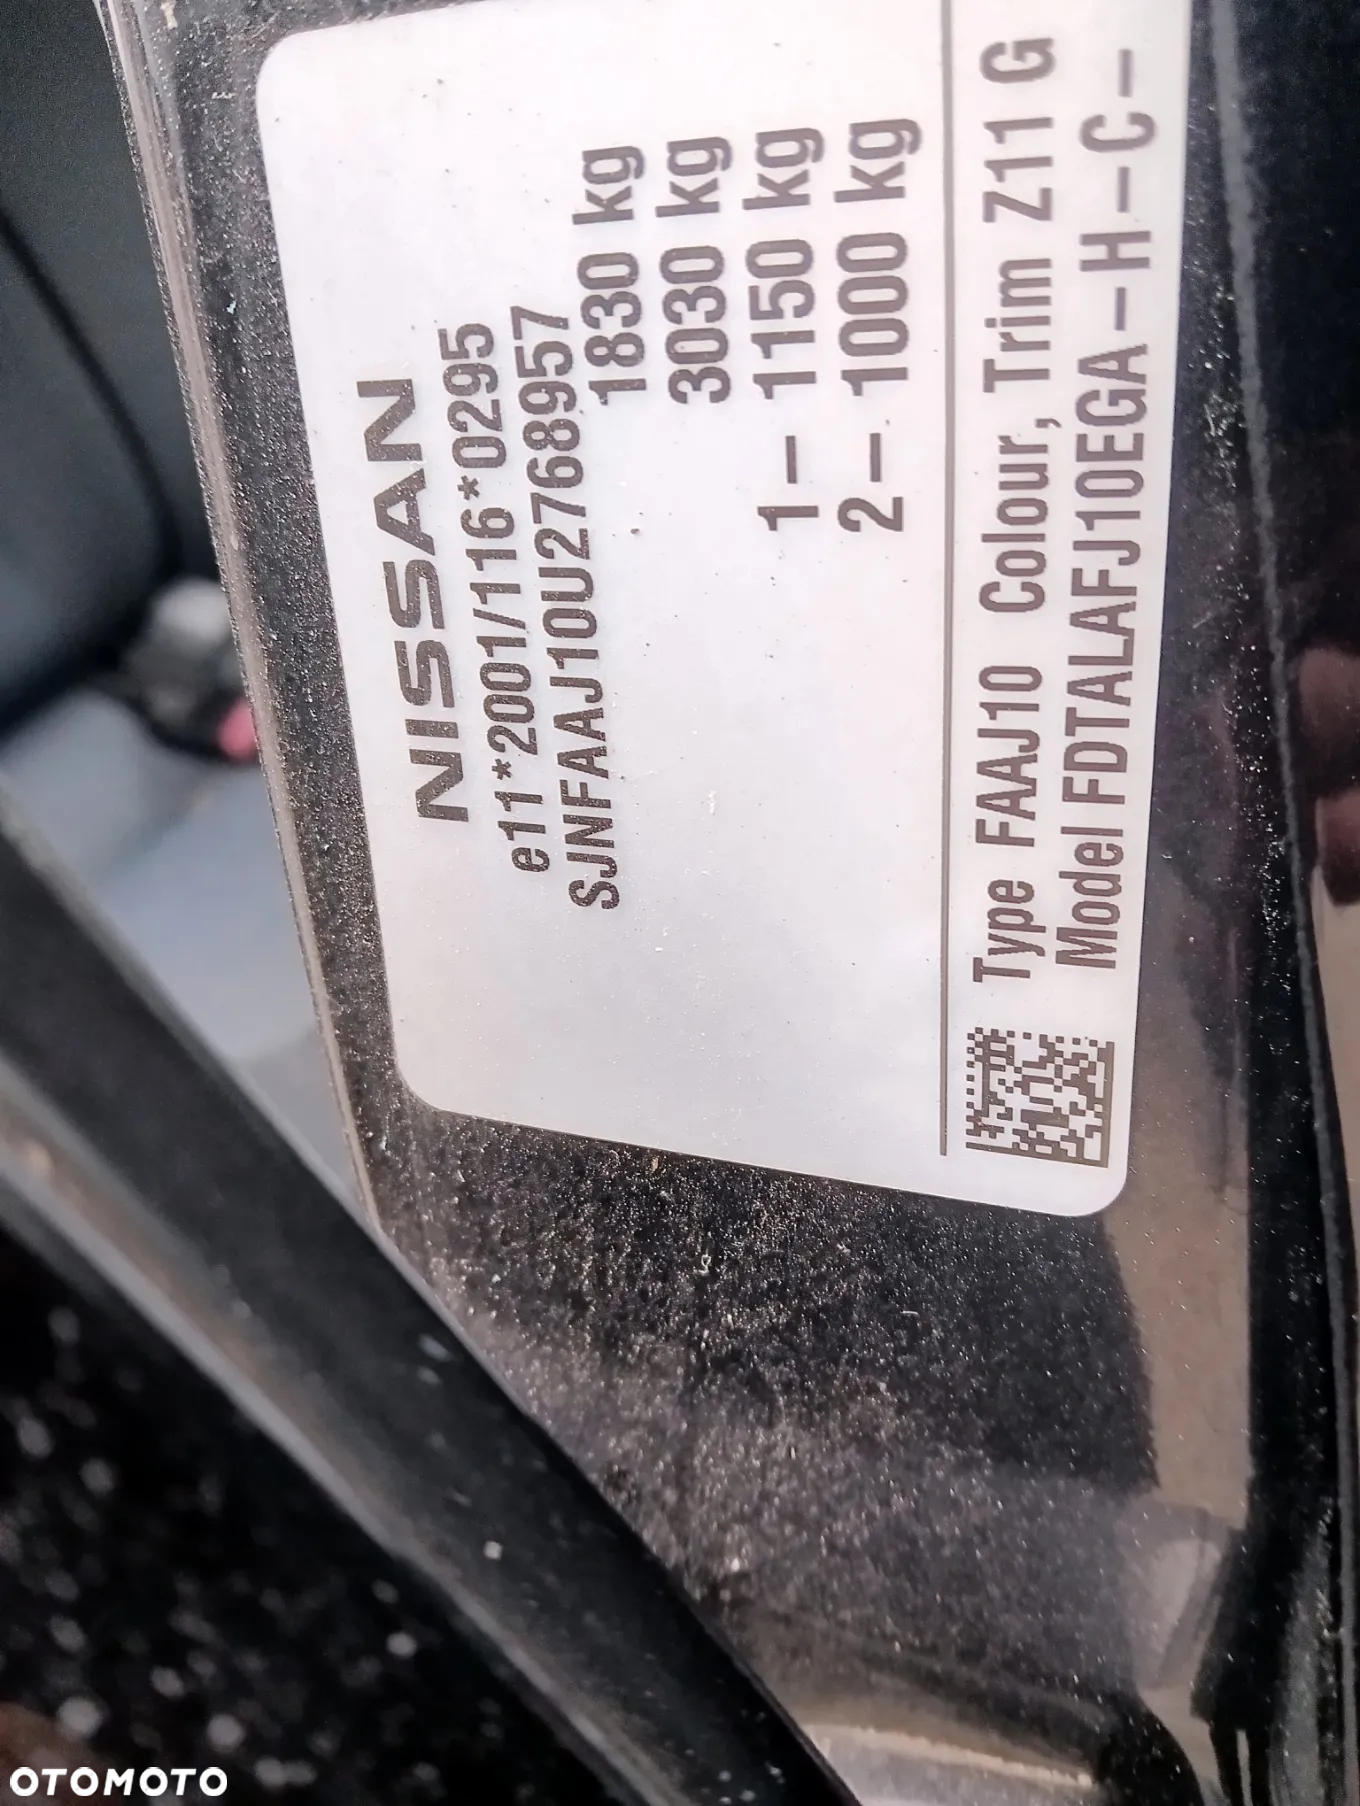 NISSAN
e11*2001/116*0295
SJNFAAJ10U2768957
1830 kg
3030 kg
1– 1150 kg
2– 1000 kg
Type FAAJ10 Colour, Trim Z11 G
Model FDTALAFJ10EGA – H – C –
OTOMOTO